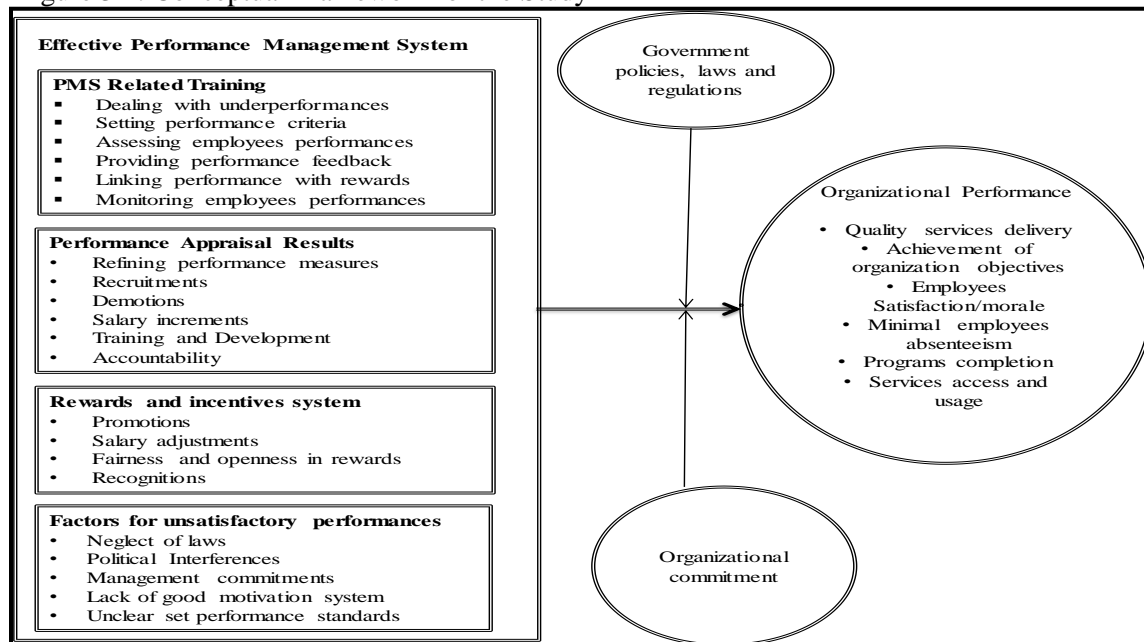 Effective Performance Management System
PMS Related Training
▪ Dealing with underperformances
▪ Setting performance criteria
▪ Assessing employees performances
▪ Providing performance feedback
▪ Linking performance with rewards
▪ Monitoring employees performances
Performance Appraisal Results
• Refining performance measures
• Recruitments
• Demotions
• Salary increments
• Training and Development
• Accountability
Rewards and incentives system
• Promotions
• Salary adjustments
• Fairness and openness in rewards
• Recognitions
Factors for unsatisfactory performances
• Neglect of laws
• Political Interferences
• Management commitments
• Lack of good motivation system
• Unclear set performance standards
Government
policies, laws and
regulations
Organizational Performance
• Quality services delivery
• Achievement of
organization objectives
• Employees
Satisfaction/morale
• Minimal employees
absenteeism
• Programs completion
• Services access and
usage
Organizational
commitment